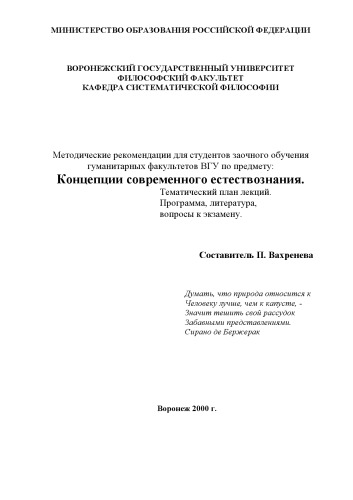 МИНИСТЕРСТВО ОБРАЗОВАНИЯ РОССИЙСКОЙ ФЕДЕРАЦИИ
ВОРОНЕЖСКИЙ ГОСУДАРСТВЕННЫЙ УНИВЕРСИТЕТ
ФИЛОСОФСКИЙ ФАКУЛЬТЕТ
КАФЕДРА СИСТЕМАТИЧЕСКОЙ ФИЛОСОФИИ
Методические рекомендации для студентов заочного обучения
гуманитарных факультетов ВГУ по предмету:
Концепции современного естествознания.
Тематический план лекций.
Программа, литература,
вопросы к экзамену.
Составитель П. Вахренева
Думать, что природа относится к
Человеку лучше, чем к капусте, -
Значит тешить свой рассудок
Забавными представлениями.
Сирано де Бержерак
Воронеж 2000 г.